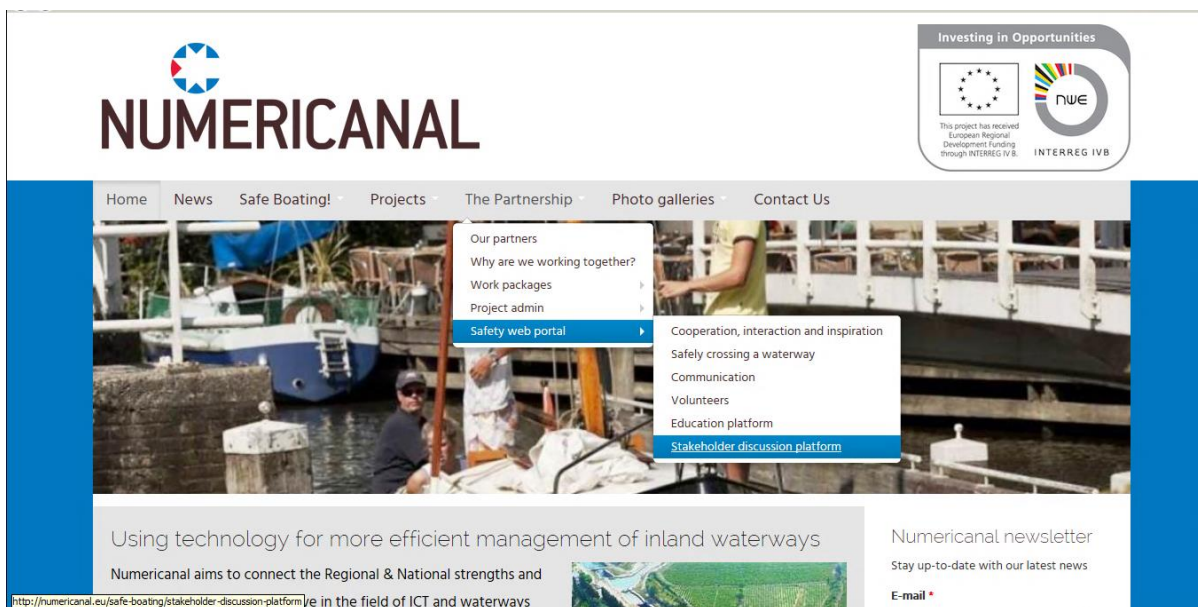 Investing in Opportunities
NUMERICANAL
nwe
This project has received
European Regional
Development Funding
through INTERREG IV B.
INTERREG IVB
Home News Safe Boating! Projects The Partnership Photo galleries Contact Us
Our partners
Why are we working together?
Work packages
Project admin
Safety web portal
Cooperation, interaction and inspiration
Safely crossing a waterway
Communication
Volunteers
Education platform
Stakeholder discussion platform
Using technology for more efficient management of inland waterways
Numericanal aims to connect the Regional & National strengths and
ve in the field of ICT and waterways
Numericanal newsletter
Stay up-to-date with our latest news
E-mail *
http://numericanal.eu/safe-boating/stakeholder-discussion-platform